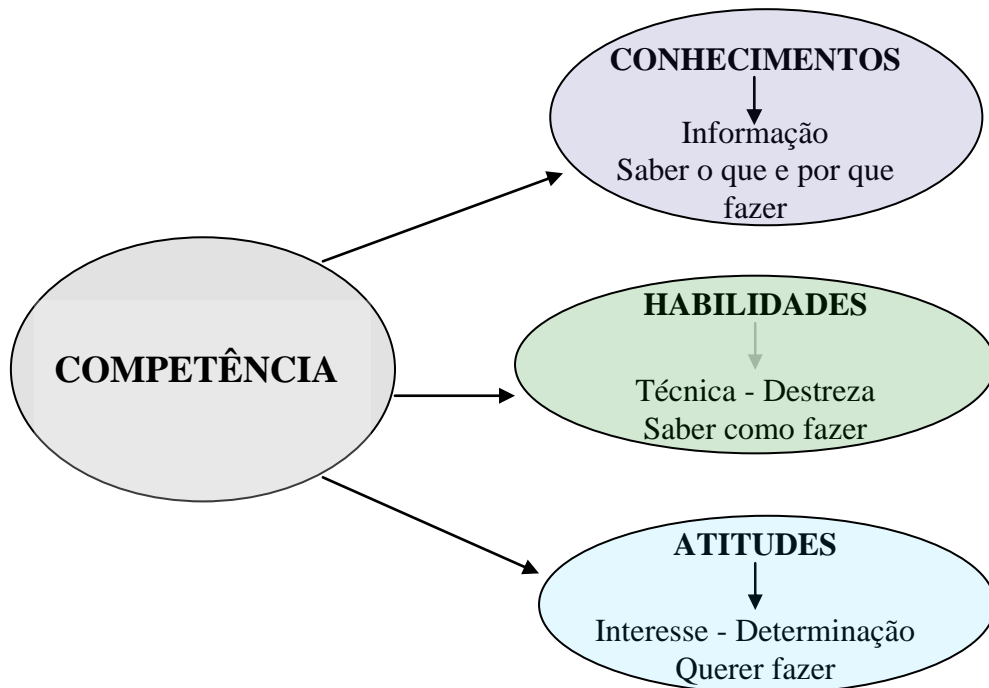 CONHECIMENTOS
Informação
Saber o que e por que
fazer
COMPETÊNCIA
HABILIDADES
Técnica - Destreza
Saber como fazer
ATITUDES
Interesse - Determinação
Querer fazer